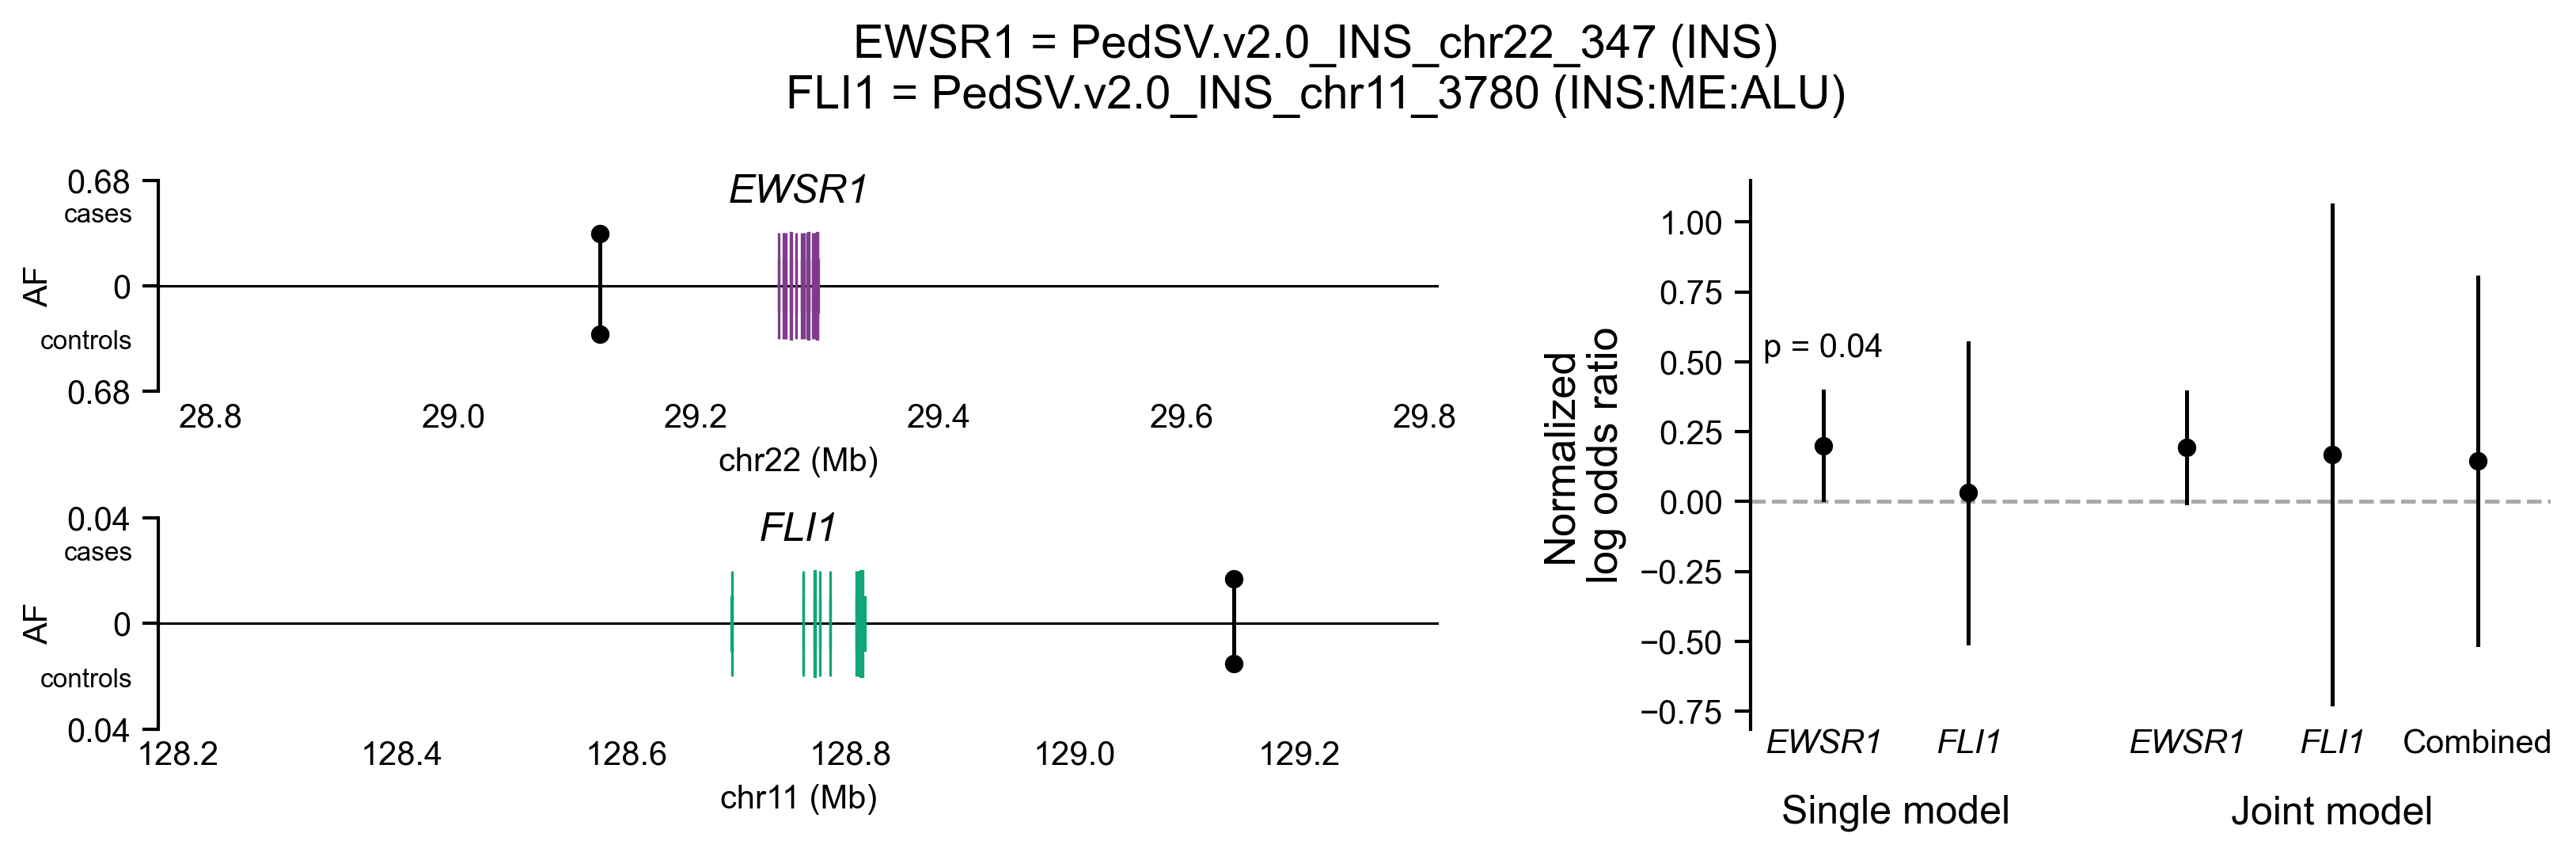 EWSR1 = PedSV.v2.0_INS_chr22_347 (INS)
FLI1 = PedSV.v2.0_INS_chr11_3780 (INS:ME:ALU)
EWSR1
0.68
cases
AF
0
controls
0.68
28.8 29.0 29.2 29.4 29.6 29.8
chr22 (Mb)
FLI1
0.04
cases
AF
0
controls
0.04
128.2 128.4 128.6 128.8 129.0 129.2
chr11 (Mb)
Normalized
log odds ratio
1.00
0.75
0.50
0.25
0.00
−0.25
−0.50
−0.75
p = 0.04
EWSR1 FLI1 EWSR1 FLI1 Combined
Single model Joint model